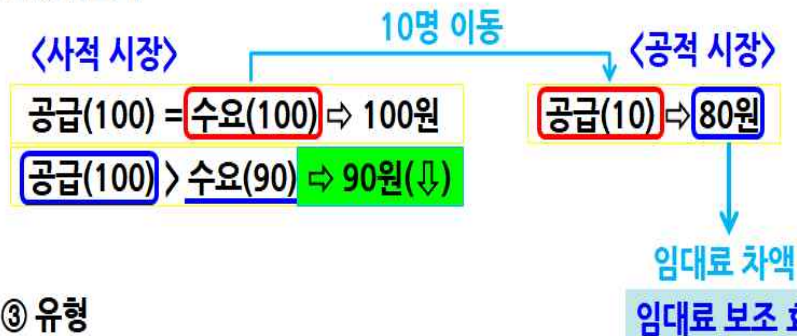 10명 이동
〈사적 시장〉 〈공적 시장〉
공급(100) = 수요(100) ⇨ 100원 공급(10) ⇨ 80원
공급(100) > 수요(90) ⇨ 90원(⇩)
임대료 차액
③ 유형 임대료 보조